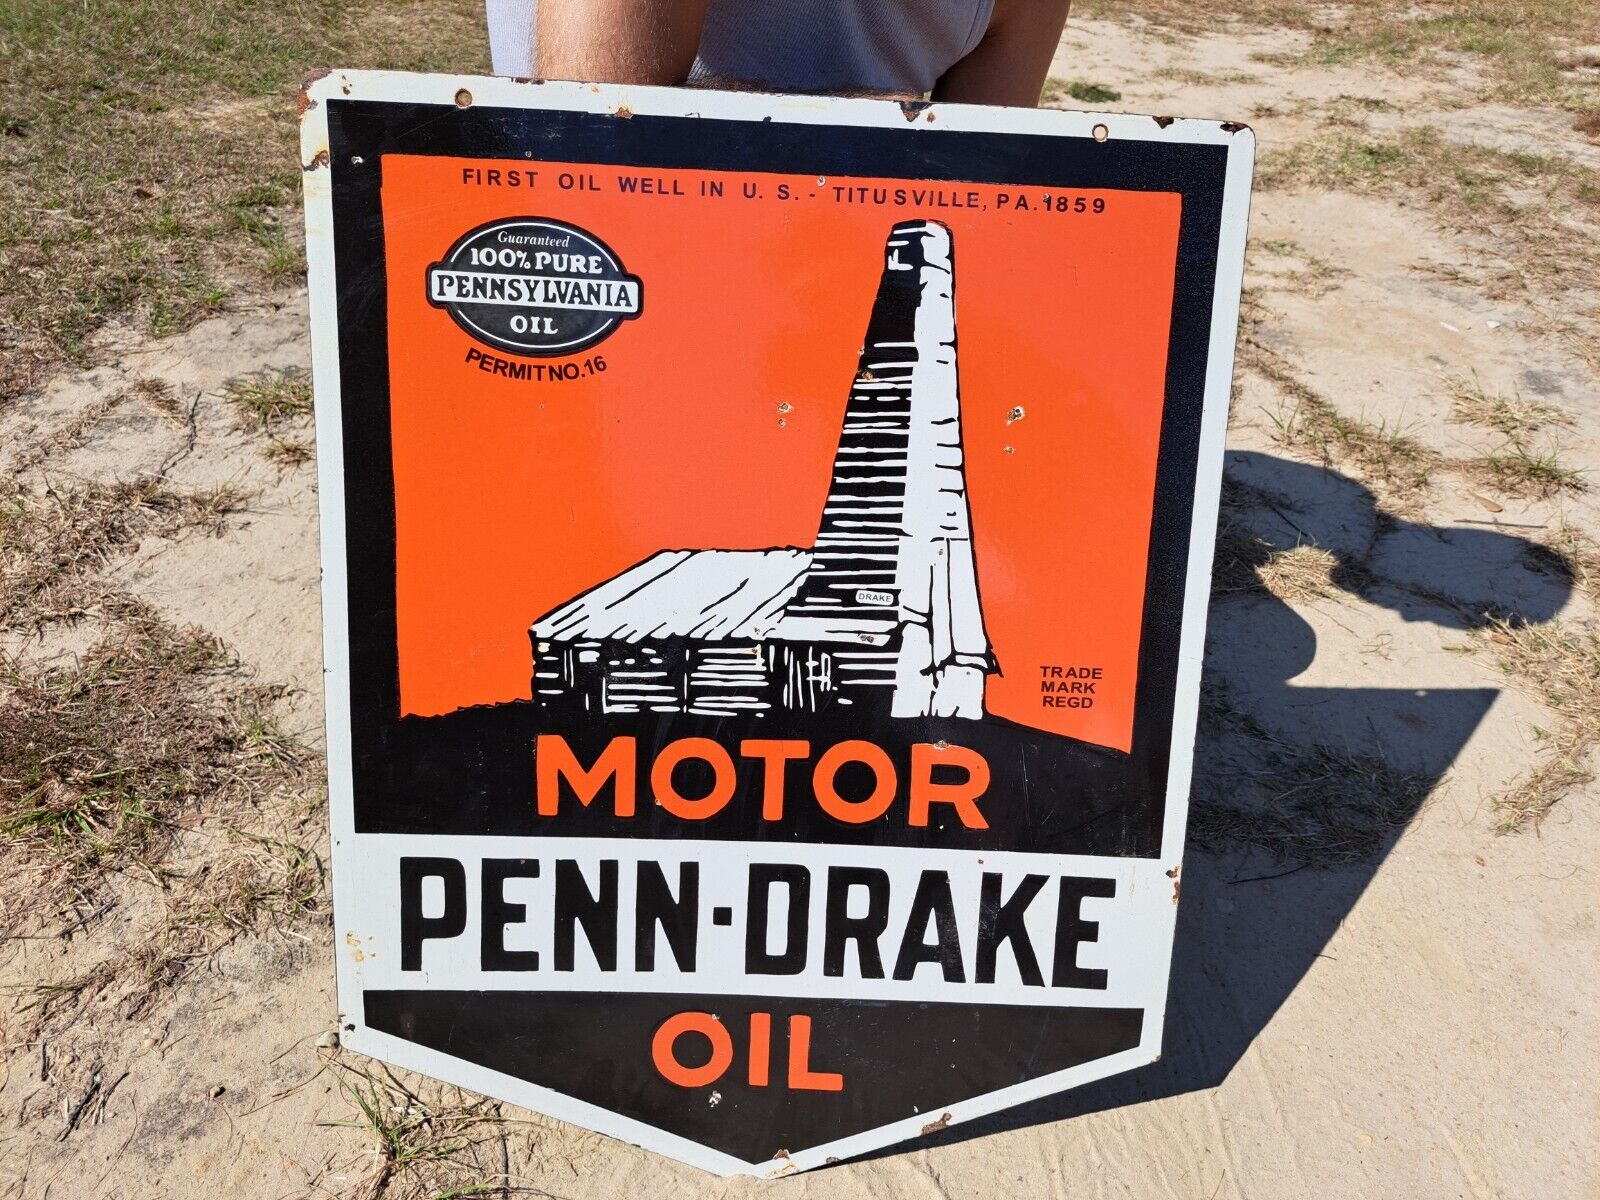 FIRST OIL WELL IN U. S. - TITUSVILLE, PA. 1859
Guaranteed
100% PURE
PENNSYLVANIA
OIL
PERMIT NO. 16
DRAKE
TRADE
MARK
REGD
MOTOR
PENN-DRAKE
OIL